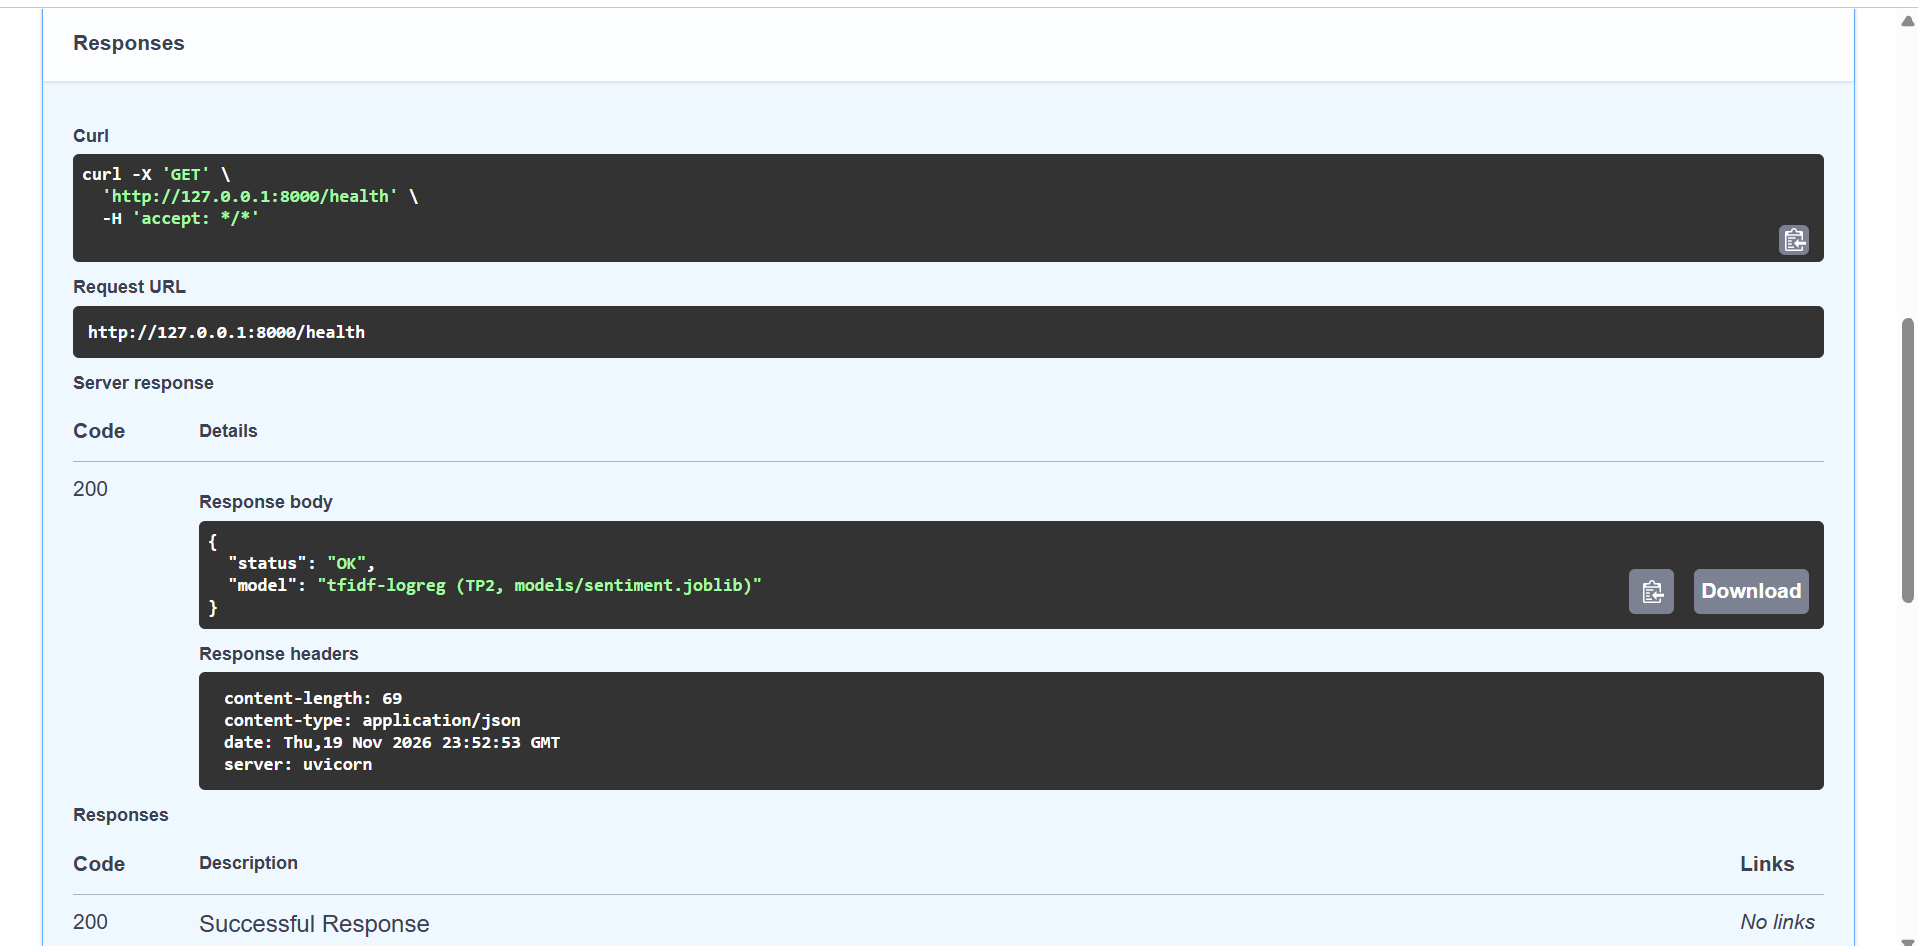 Responses
Curl
curl -X 'GET' \
  'http://127.0.0.1:8000/health' \
  -H 'accept: */*'
Request URL
http://127.0.0.1:8000/health
Server response
Code Details
200
Response body
{
  "status": "OK",
  "model": "tfidf-logreg (TP2, models/sentiment.joblib)"
}
Download
Response headers
content-length: 69
content-type: application/json
date: Thu,19 Nov 2026 23:52:53 GMT
server: uvicorn
Responses
Code Description Links
200 Successful Response No links